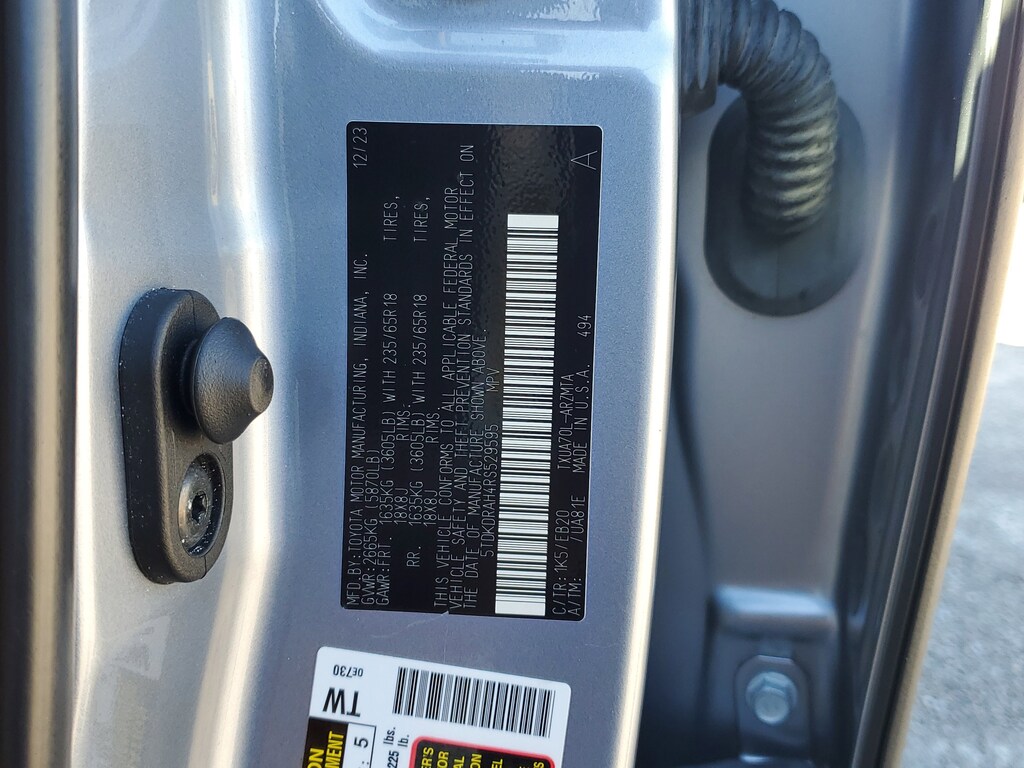 MFD.BY:TOYOTA MOTOR MANUFACTURING, INDIANA, INC. 12/23
GVWR:2665KG (5870LB)
GAWR:FRT. 1635KG (3605LB) WITH 235/65R18 TIRES,
18X8J RIMS:
RR. 1635KG (3605LB) WITH 235/65R18 TIRES,
18X8J RIMS.
THIS VEHICLE CONFORMS TO ALL APPLICABLE FEDERAL MOTOR
VEHICLE SAFETY AND THEFT PREVENTION STANDARDS IN EFFECT ON
THE DATE OF MANUFACTURE SHOWN ABOVE.
MPV
C/TR:1K5/EB20 TXUA70L-ARZMTA A
A/TM: /UA81E MADE IN U.S.A. 494
TW
0E730
MENT
: 5
225 lbs.
lb.